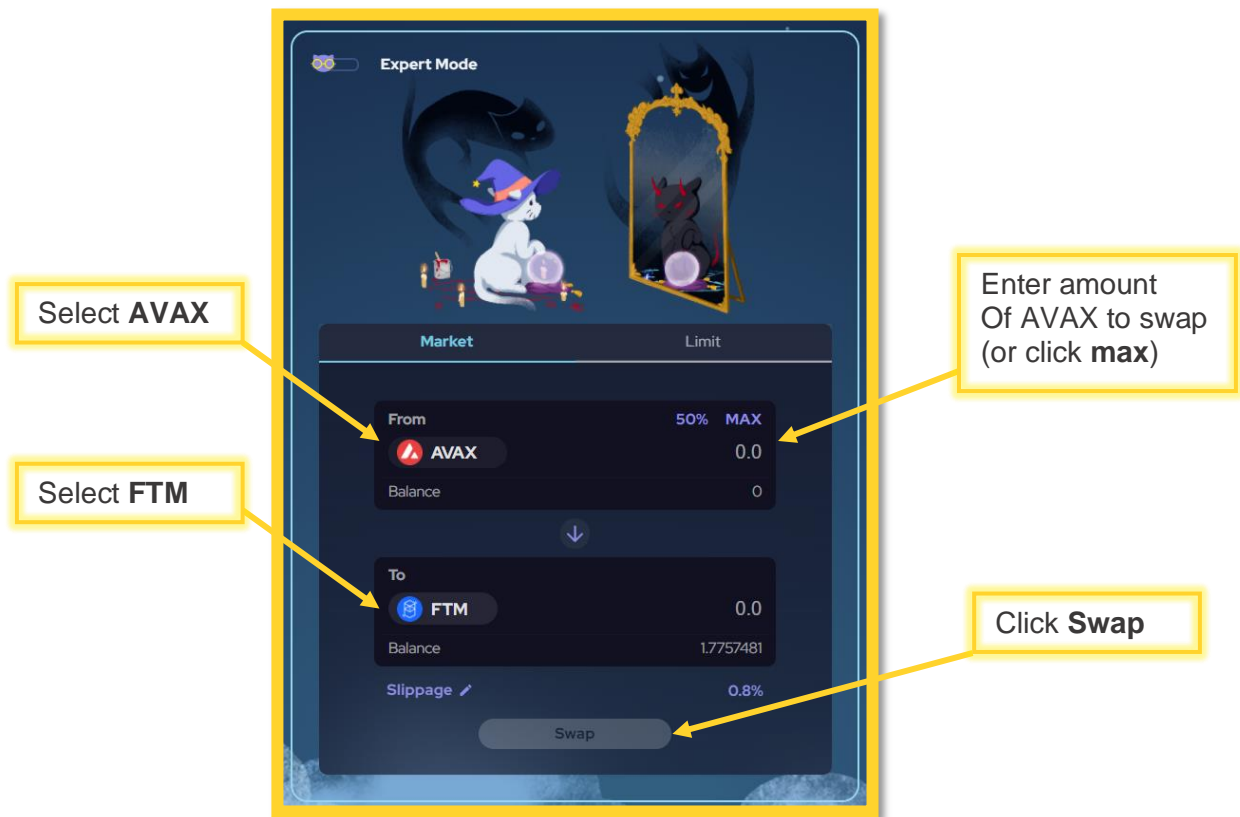 Expert Mode
Select AVAX
Enter amount
Of AVAX to swap
(or click max)
Market Limit
From 50% MAX
AVAX 0.0
Balance 0
Select FTM
To
FTM 0.0
Balance 1.7757481
Slippage 0.8%
Swap
Click Swap